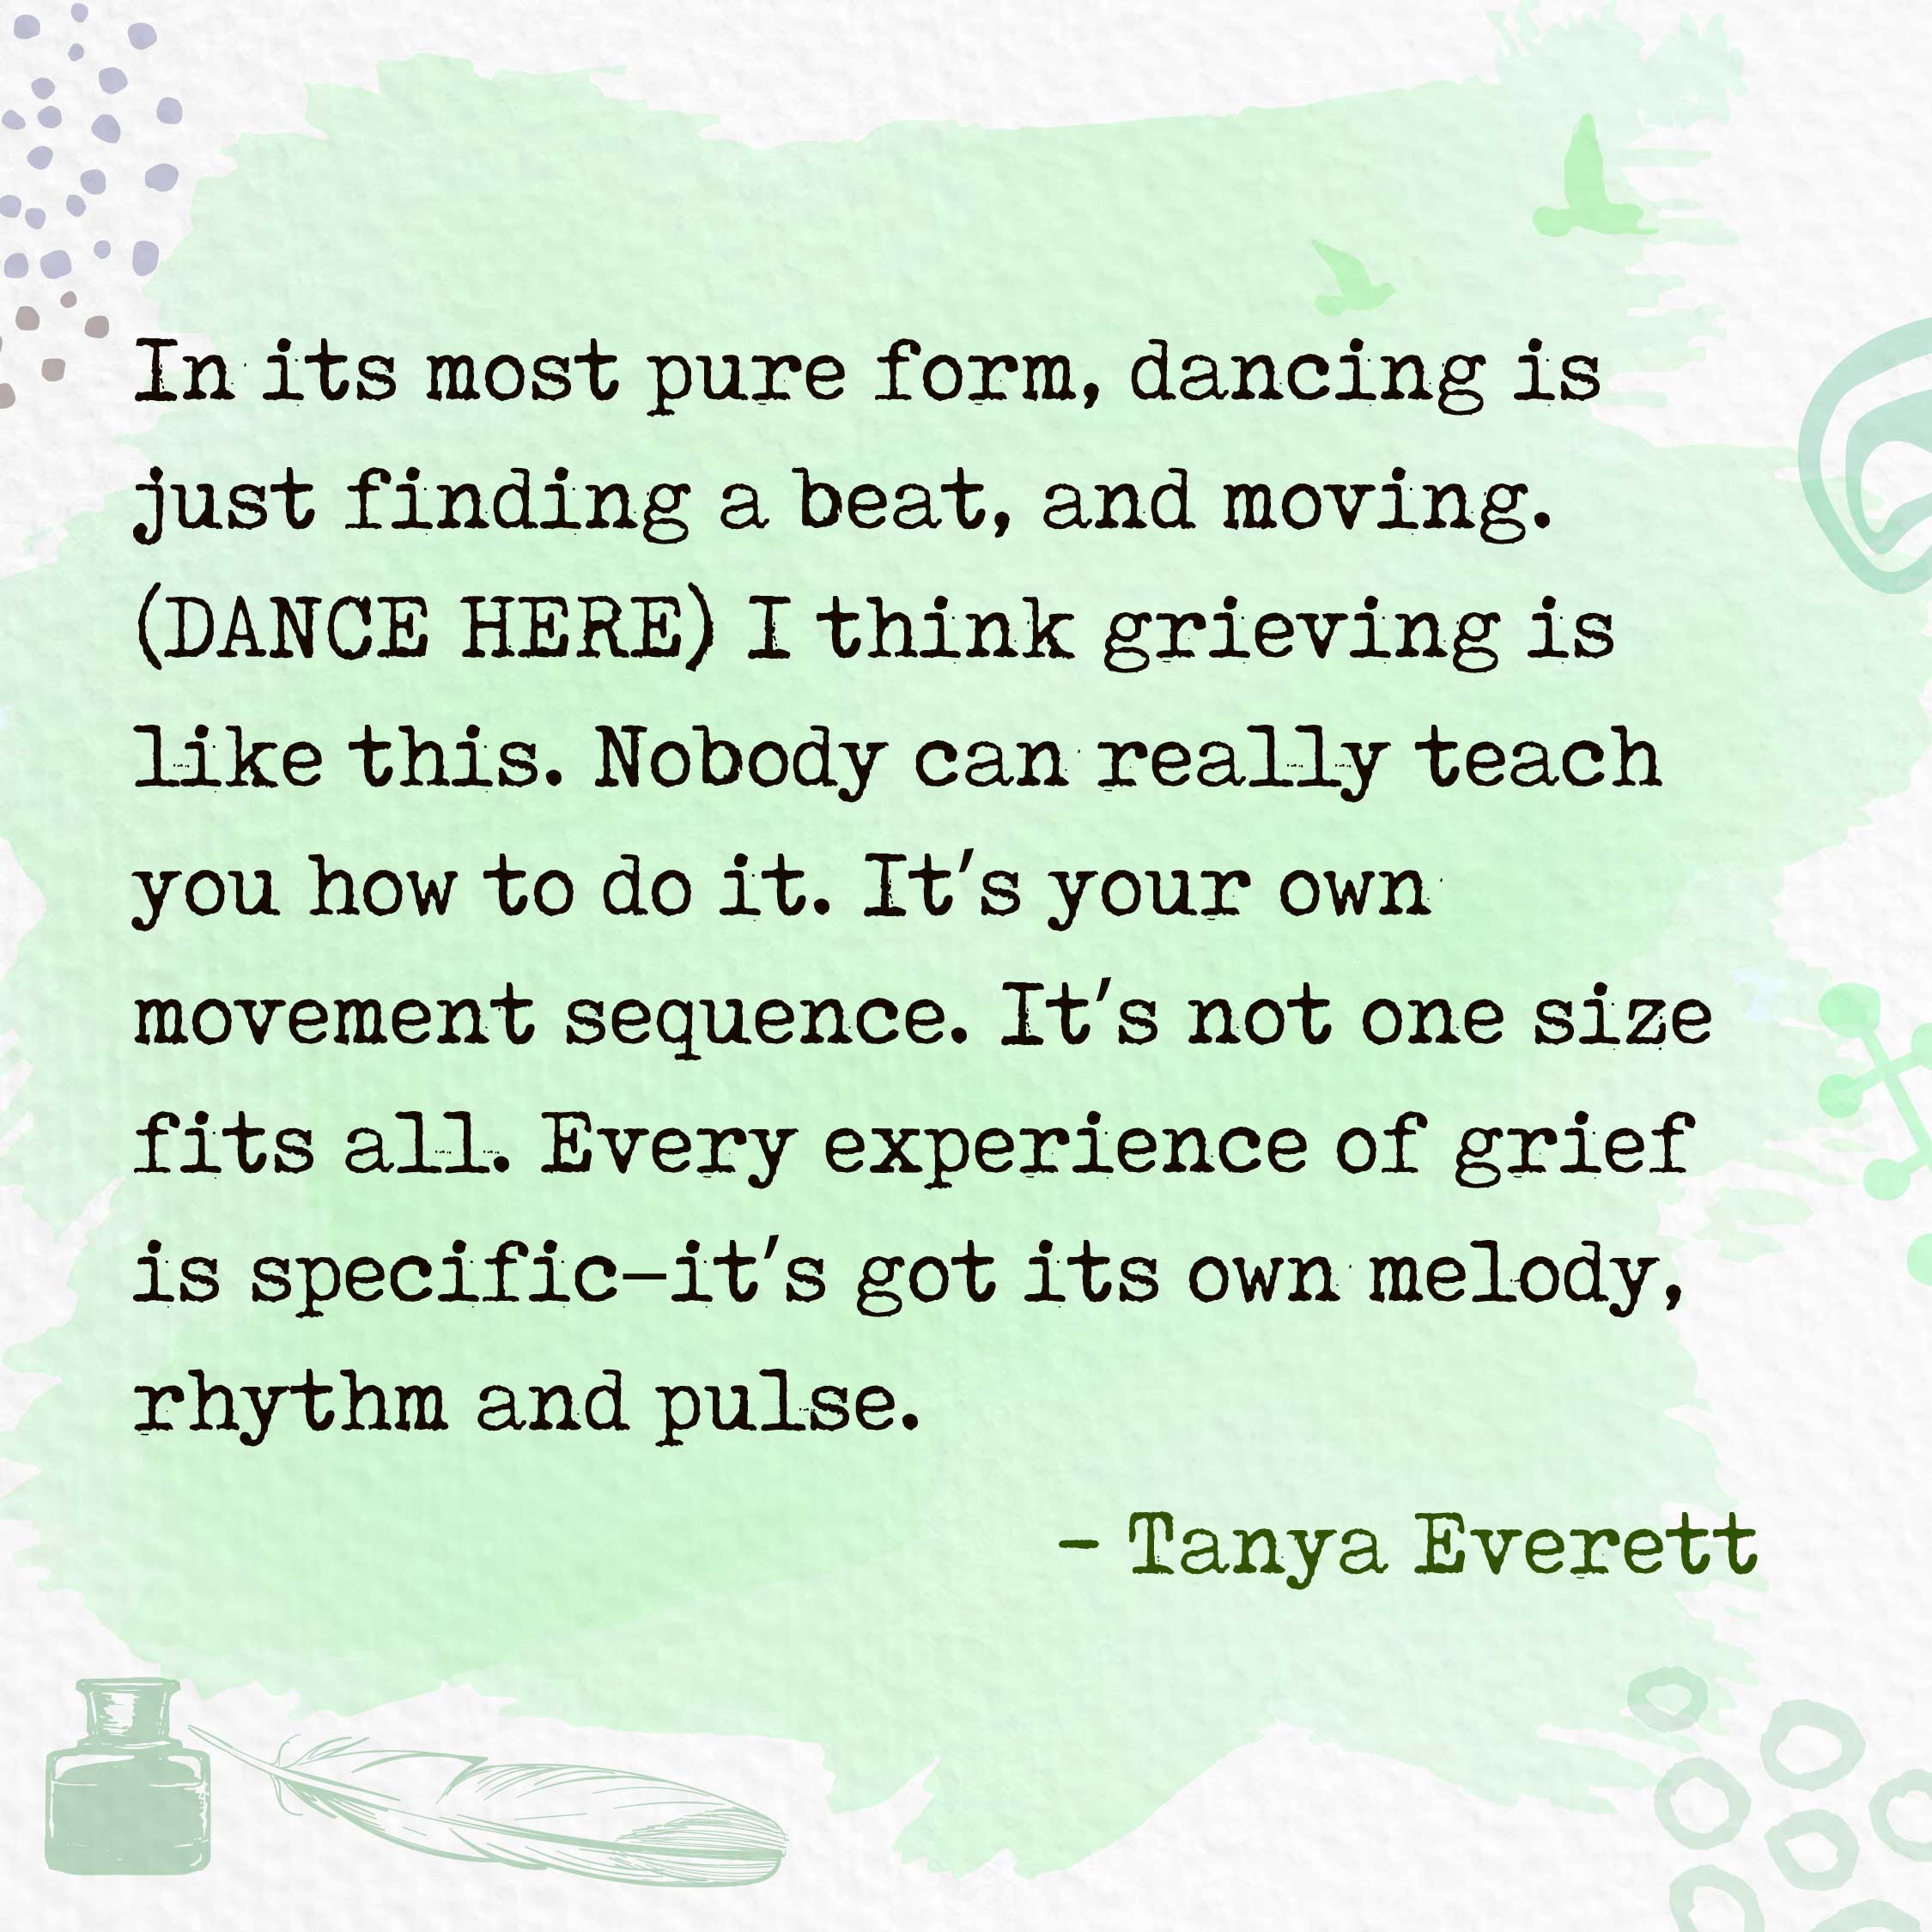 In its most pure form, dancing is
just finding a beat, and moving.
(DANCE HERE) I think grieving is
like this. Nobody can really teach
you how to do it. It's your own
movement sequence. It's not one size
fits all. Every experience of grief
is specific—it's got its own melody,
rhythm and pulse.
- Tanya Everett